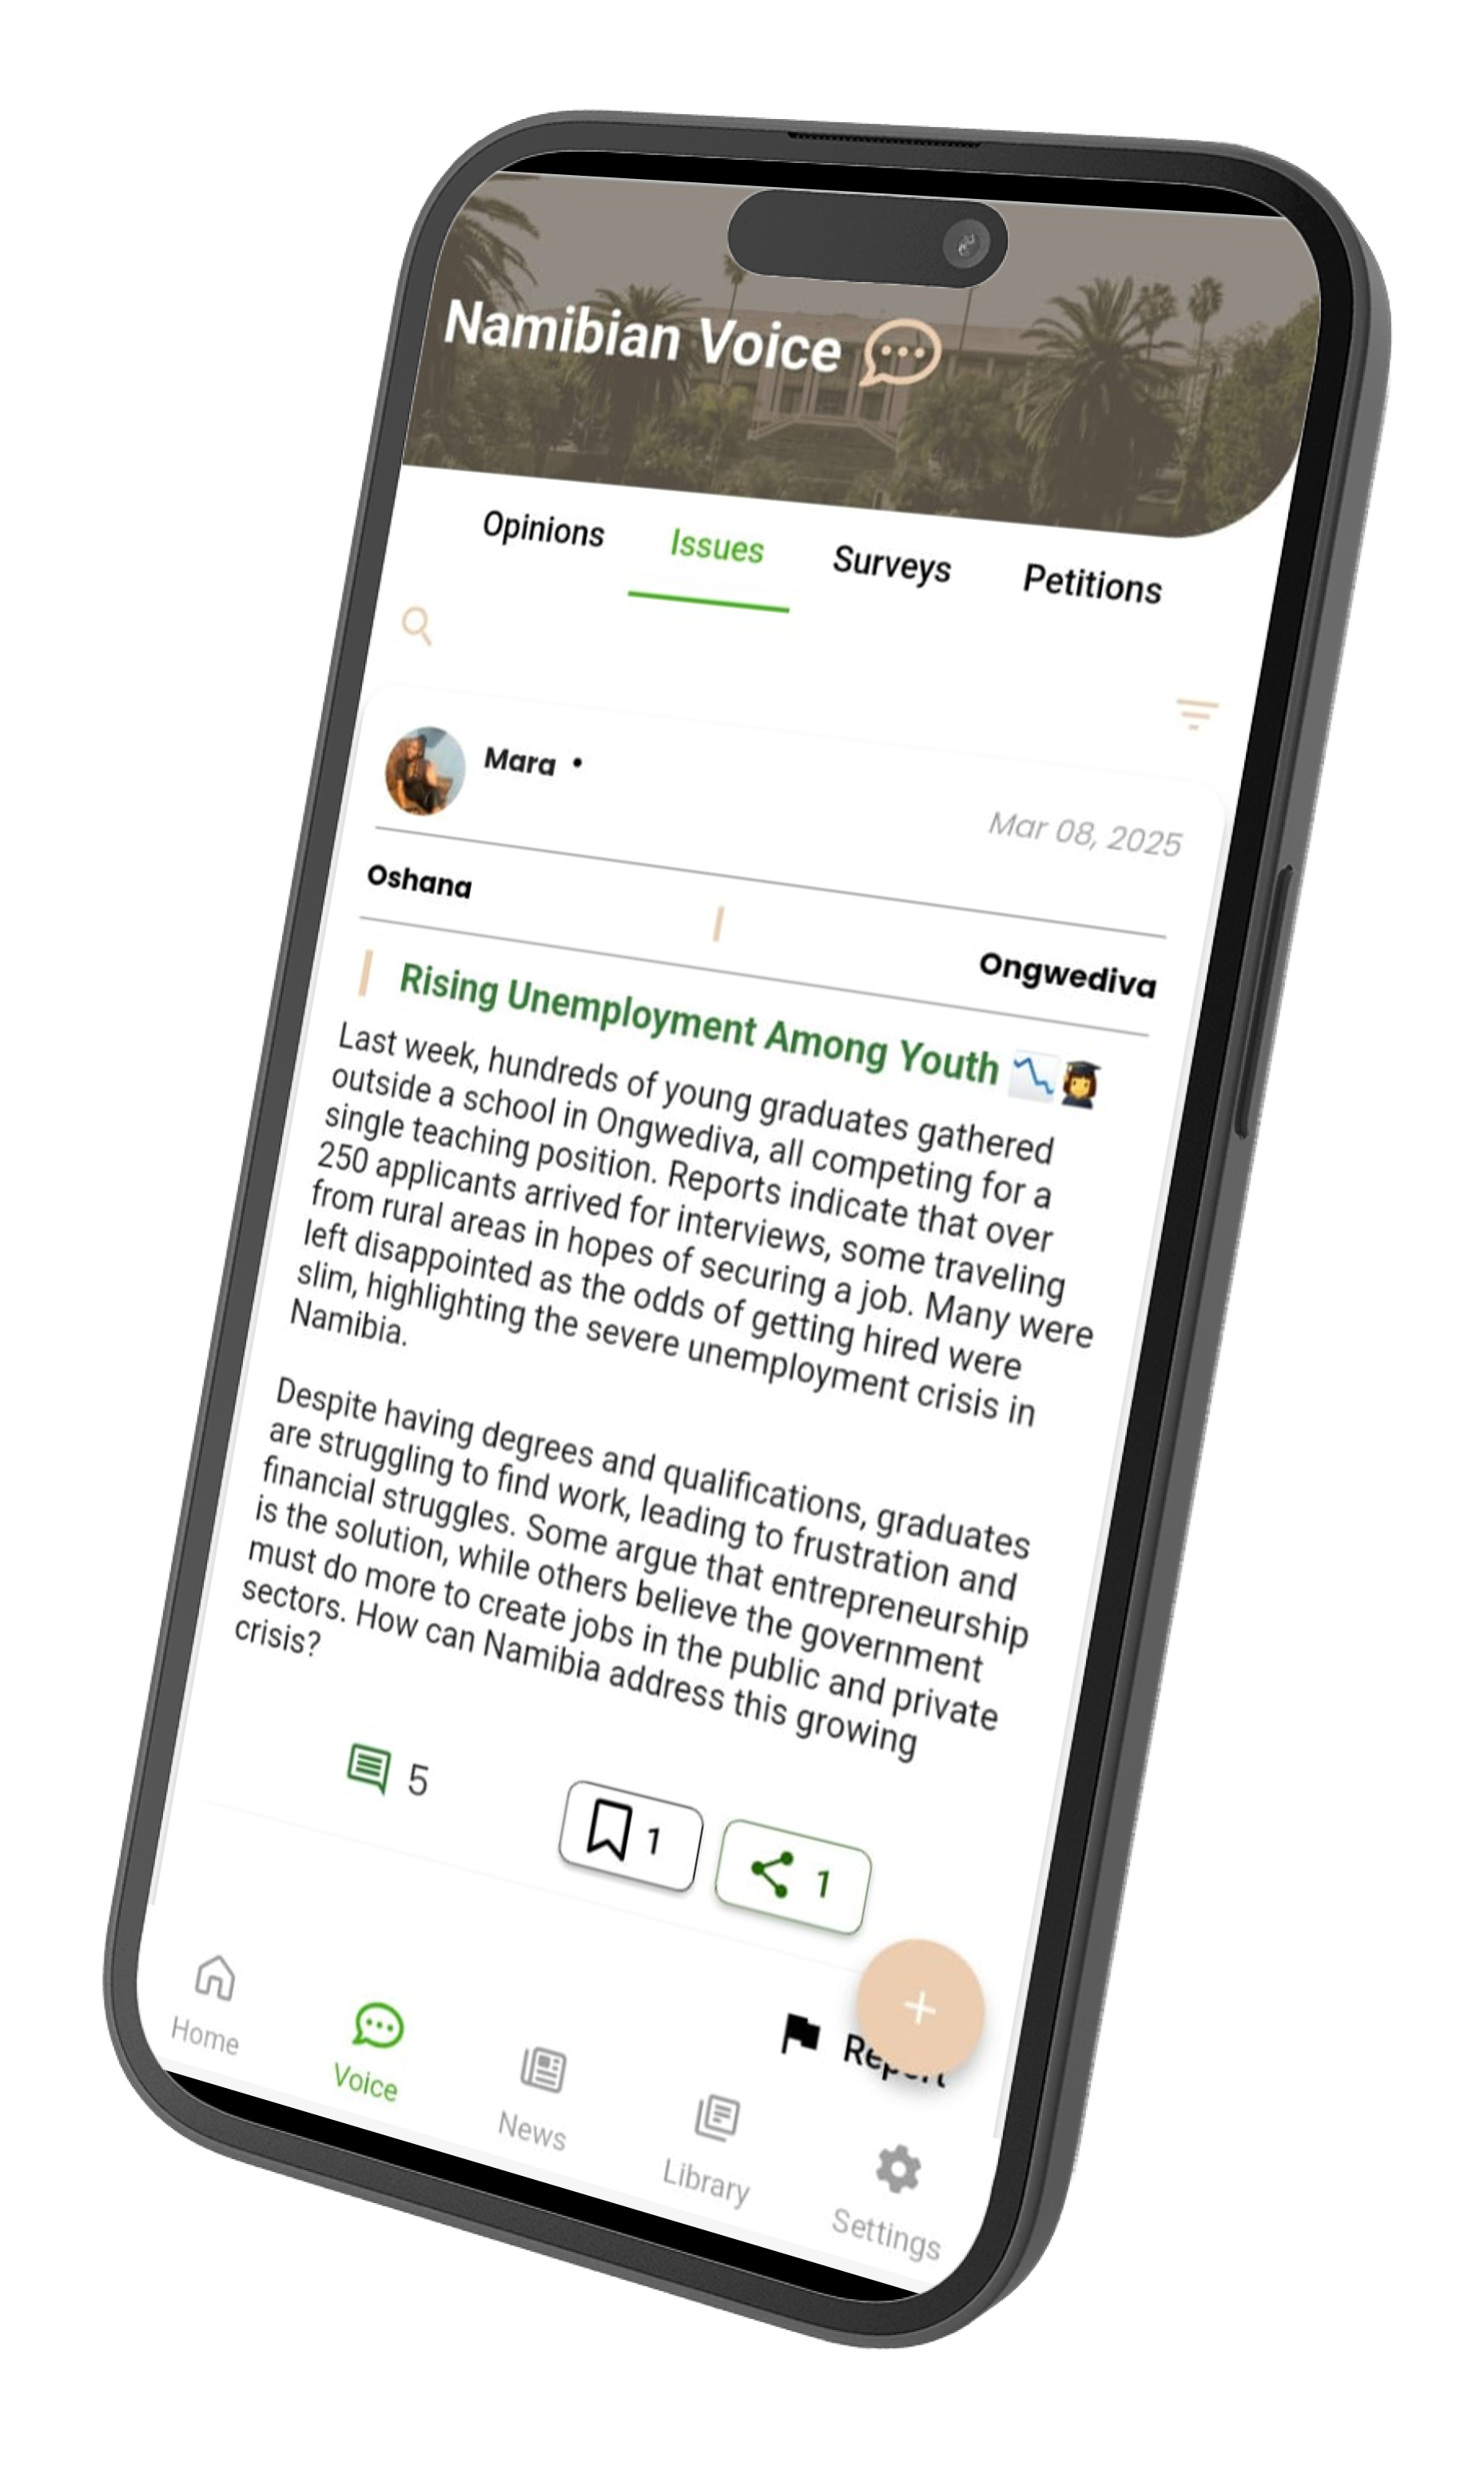 Namibian Voice
Opinions Issues Surveys Petitions
Mara •
Mar 08, 2025
Oshana
Ongwediva
Rising Unemployment Among Youth 📉👩‍🎓
Last week, hundreds of young graduates gathered
outside a school in Ongwediva, all competing for a
single teaching position. Reports indicate that over
250 applicants arrived for interviews, some traveling
from rural areas in hopes of securing a job. Many were
left disappointed as the odds of getting hired were
slim, highlighting the severe unemployment crisis in
Namibia.
Despite having degrees and qualifications, graduates
are struggling to find work, leading to frustration and
financial struggles. Some argue that entrepreneurship
is the solution, while others believe the government
must do more to create jobs in the public and private
sectors. How can Namibia address this growing
crisis?
5
1
1
Report
Home
Voice
News
Library
Settings